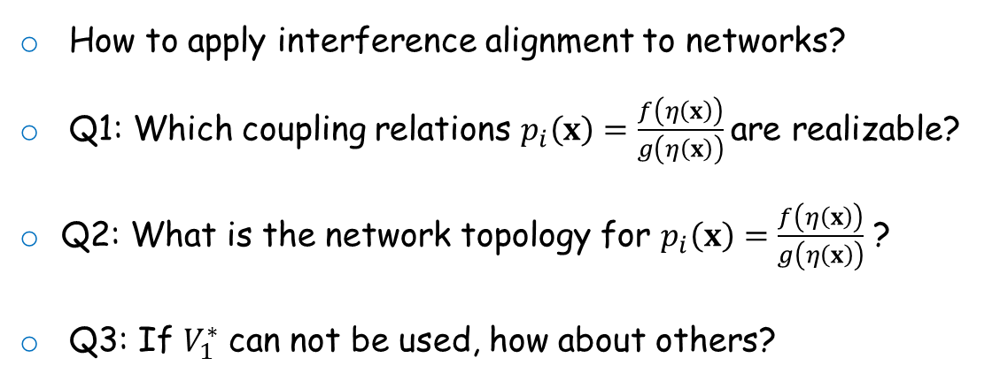 ○ How to apply interference alignment to networks?
○ Q1: Which coupling relations $p_i(\mathbf{x}) = \frac{f(\eta(\mathbf{x}))}{g(\eta(\mathbf{x}))}$ are realizable?
○ Q2: What is the network topology for $p_i(\mathbf{x}) = \frac{f(\eta(\mathbf{x}))}{g(\eta(\mathbf{x}))}$ ?
○ Q3: If $V_1^*$ can not be used, how about others?